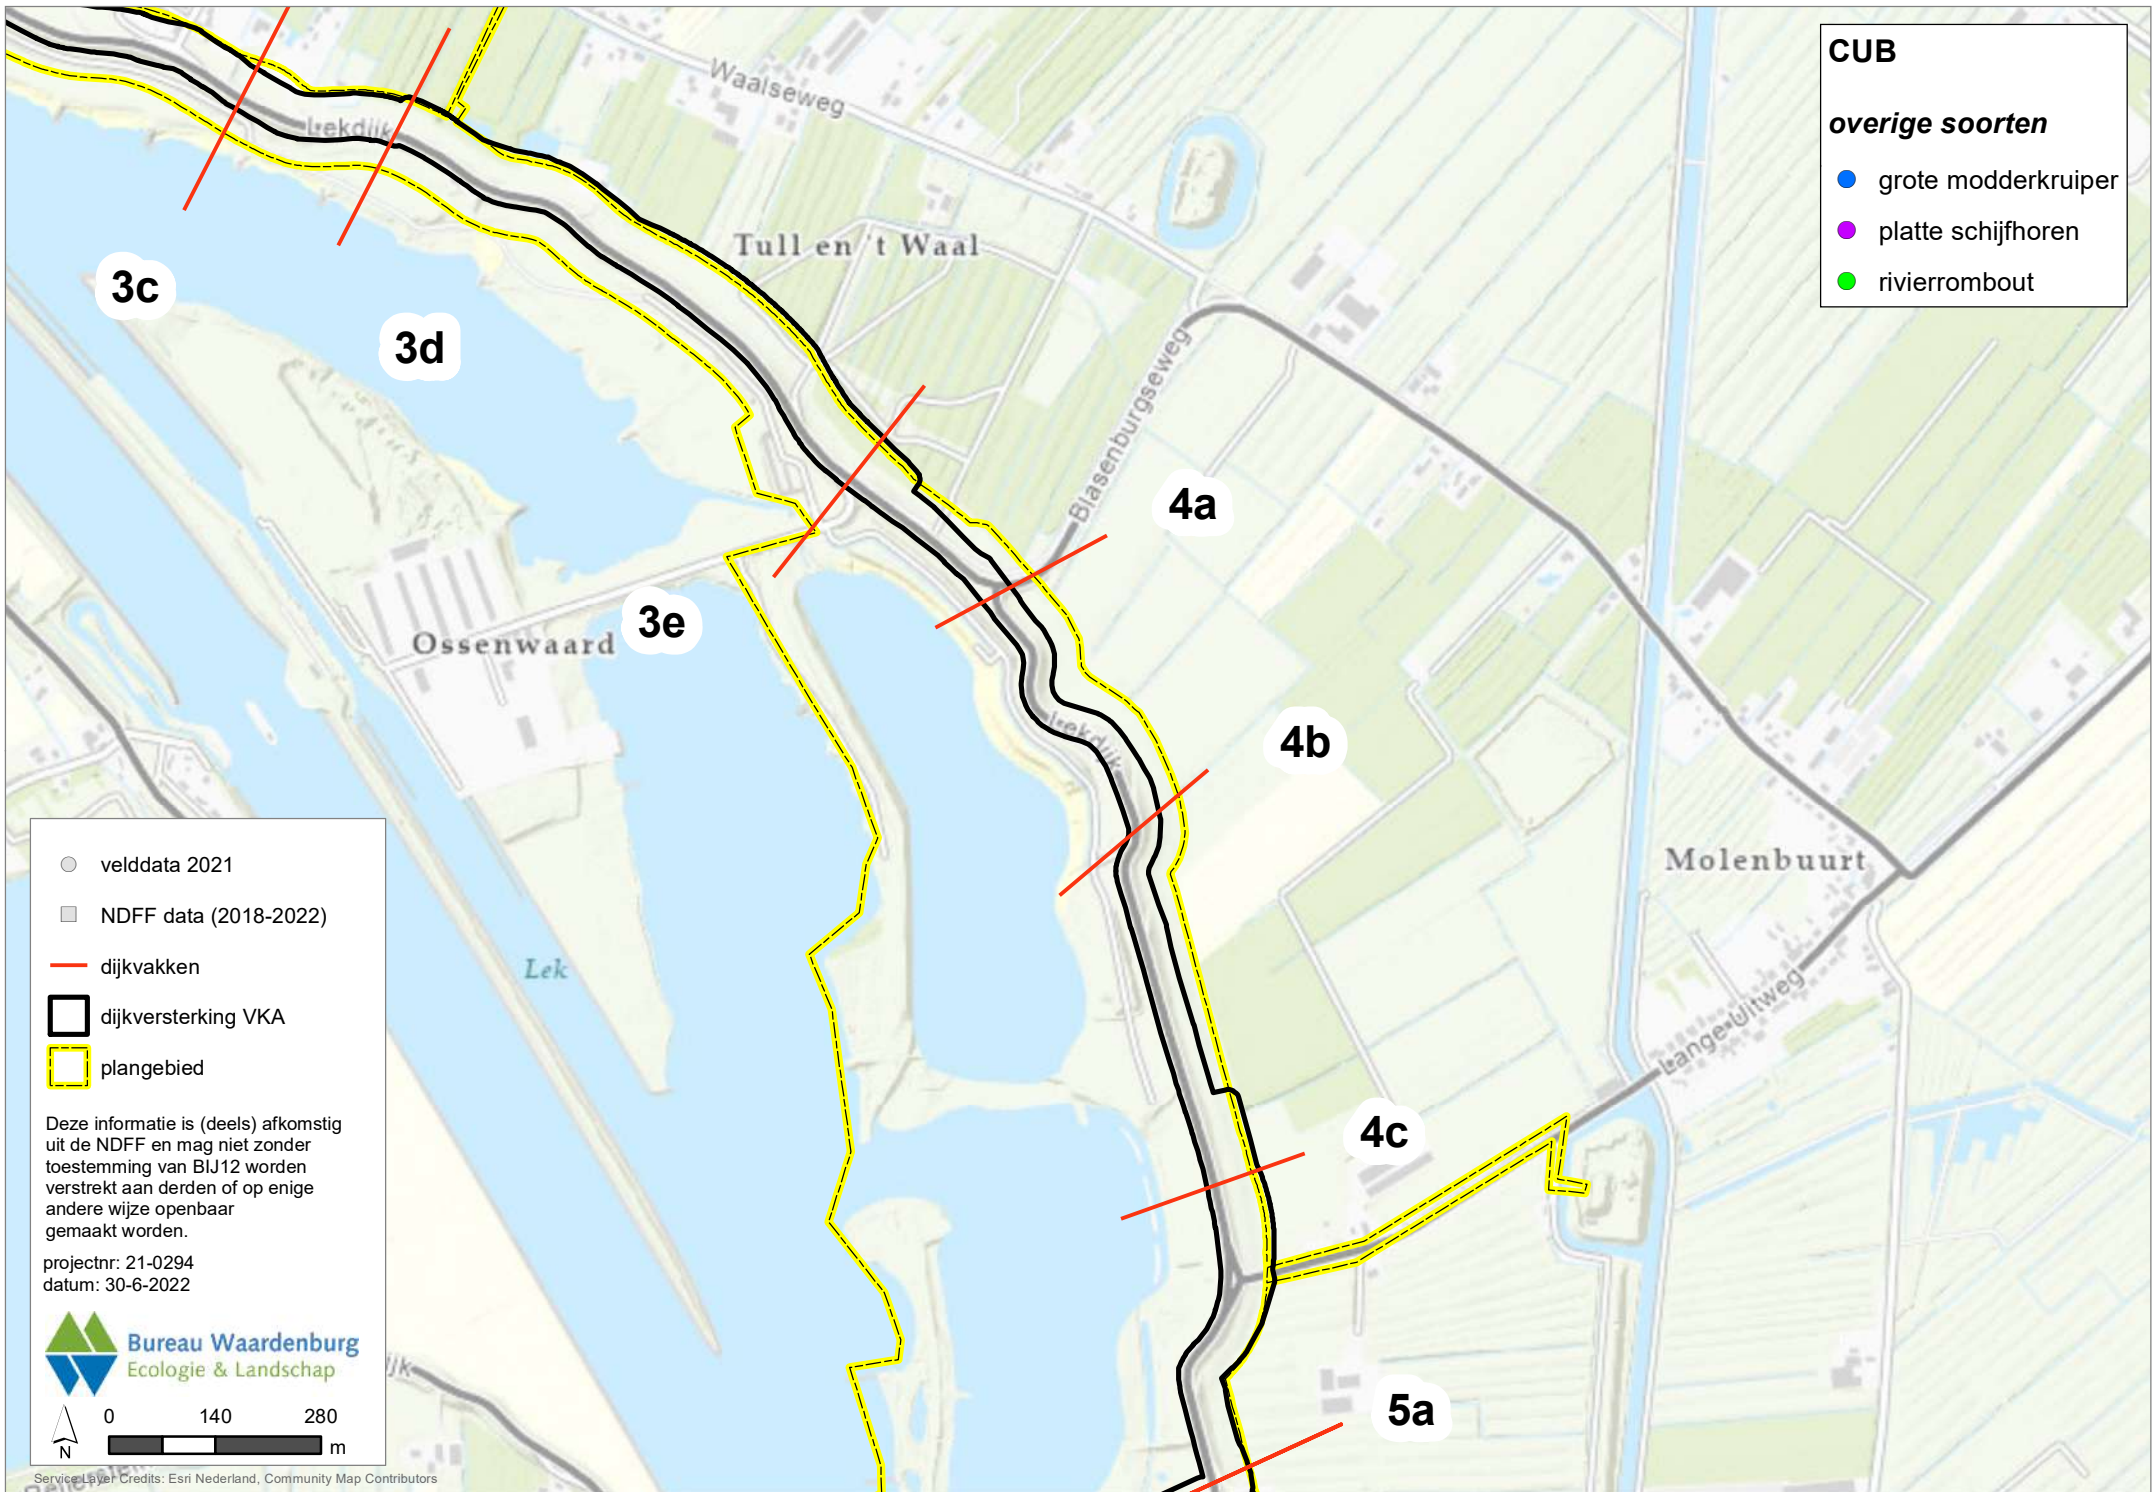 CUB
overige soorten
grote modderkruiper
platte schijfhoren
rivierrombout
Waalseweg
Lekdijk
Tull en 't Waal
3c
3d
Blasenburgseweg
4a
3e
Ossenwaard
Lekdijk
4b
Molenbuurt
Lek
Lange Uitweg
4c
5a
velddata 2021
NDFF data (2018-2022)
dijkvakken
dijkversterking VKA
plangebied
Deze informatie is (deels) afkomstig
uit de NDFF en mag niet zonder
toestemming van BIJ12 worden
verstrekt aan derden of op enige
andere wijze openbaar
gemaakt worden.
projectnr: 21-0294
datum: 30-6-2022
Bureau Waardenburg
Ecologie & Landschap
ijk
0 140 280
m
N
Service Layer Credits: Esri Nederland, Community Map Contributors